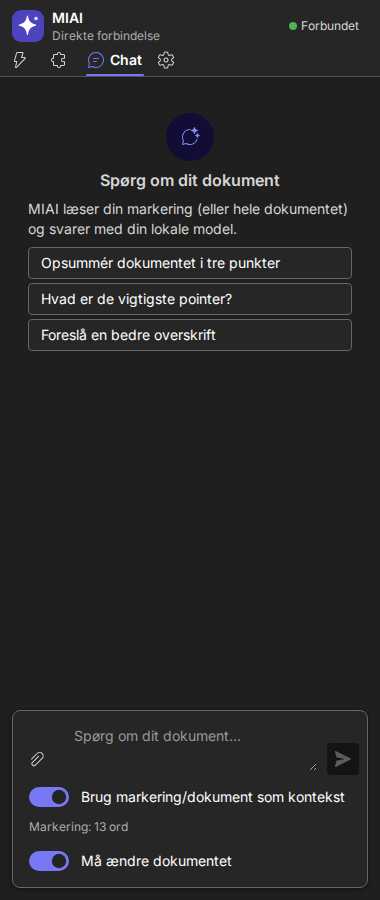 MIAI
Direkte forbindelse
Forbundet
Chat
Spørg om dit dokument
MIAI læser din markering (eller hele dokumentet)
og svarer med din lokale model.
Opsummér dokumentet i tre punkter
Hvad er de vigtigste pointer?
Foreslå en bedre overskrift
Spørg om dit dokument...
Brug markering/dokument som kontekst
Markering: 13 ord
Må ændre dokumentet